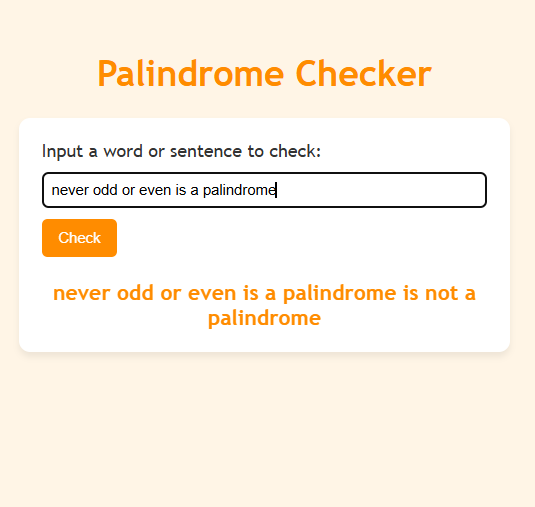 Palindrome Checker
Input a word or sentence to check:
never odd or even is a palindrome
Check
never odd or even is a palindrome is not a
palindrome